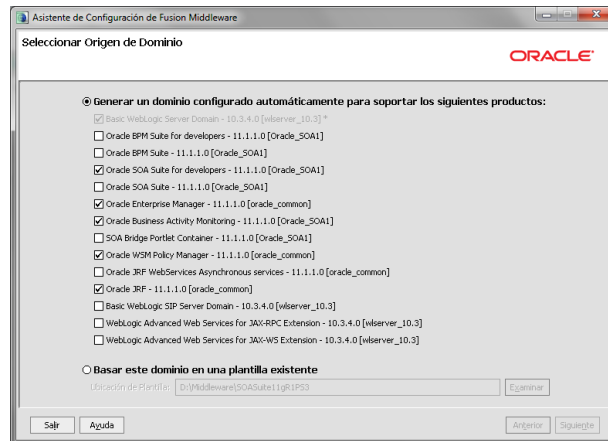 Asistente de Configuración de Fusion Middleware
Seleccionar Origen de Dominio
ORACLE
Generar un dominio configurado automáticamente para soportar los siguientes productos:
Basic WebLogic Server Domain - 10.3.4.0 [wlserver_10.3] *
Oracle BPM Suite for developers - 11.1.1.0 [Oracle_SOA1]
Oracle BPM Suite - 11.1.1.0 [Oracle_SOA1]
Oracle SOA Suite for developers - 11.1.1.0 [Oracle_SOA1]
Oracle SOA Suite - 11.1.1.0 [Oracle_SOA1]
Oracle Enterprise Manager - 11.1.1.0 [oracle_common]
Oracle Business Activity Monitoring - 11.1.1.0 [Oracle_SOA1]
SOA Bridge Portlet Container - 11.1.1.0 [Oracle_SOA1]
Oracle WSM Policy Manager - 11.1.1.0 [oracle_common]
Oracle JRF WebServices Asynchronous services - 11.1.1.0 [oracle_common]
Oracle JRF - 11.1.1.0 [oracle_common]
Basic WebLogic SIP Server Domain - 10.3.4.0 [wlserver_10.3]
WebLogic Advanced Web Services for JAX-RPC Extension - 10.3.4.0 [wlserver_10.3]
WebLogic Advanced Web Services for JAX-WS Extension - 10.3.4.0 [wlserver_10.3]
Basar este dominio en una plantilla existente
Ubicación de Plantilla: D:\Middleware\SOASuite11gR1PS3 Examinar
Salir Ayuda Anterior Siguiente